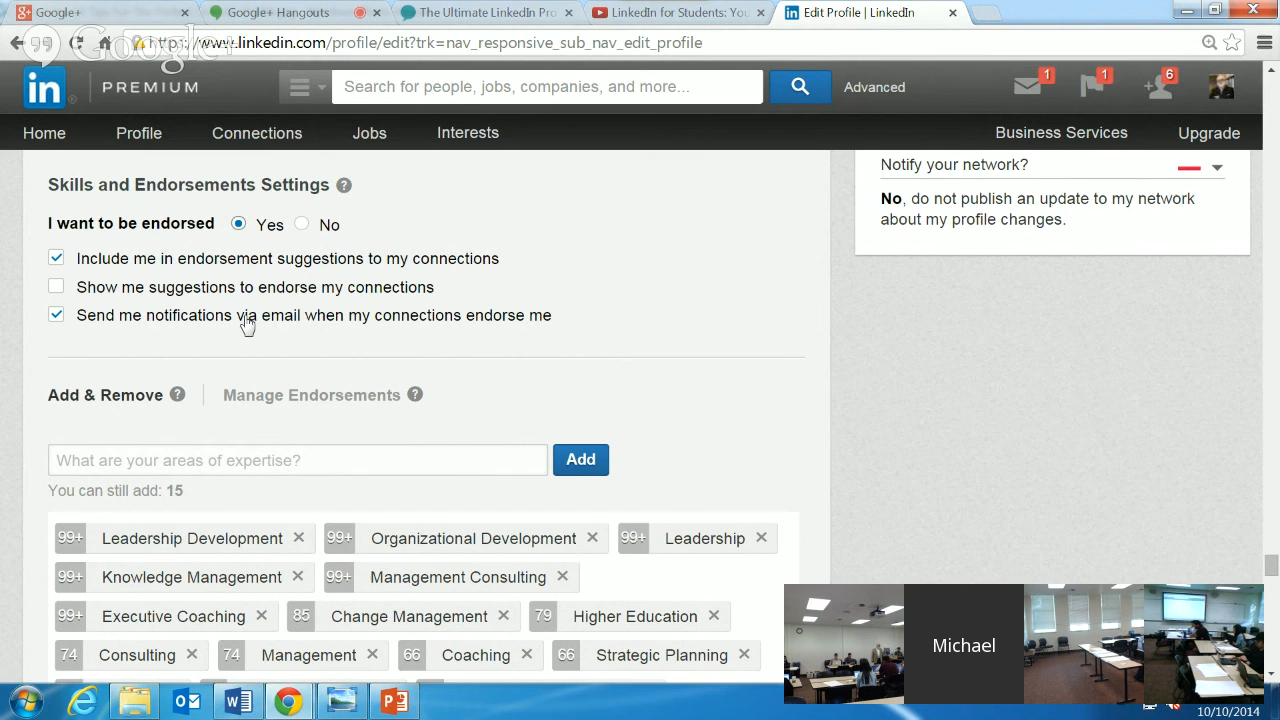 Google+
Google+ Hangouts
The Ultimate LinkedIn Pro
LinkedIn for Students: You
Edit Profile | LinkedIn
https://www.linkedin.com/profile/edit?trk=nav_responsive_sub_nav_edit_profile
Google+
in PREMIUM
Search for people, jobs, companies, and more...
Advanced
1
1
6
Home Profile Connections Jobs Interests Business Services Upgrade
Skills and Endorsements Settings ?
I want to be endorsed Yes No
Include me in endorsement suggestions to my connections
Show me suggestions to endorse my connections
Send me notifications via email when my connections endorse me
Notify your network?
No, do not publish an update to my network
about my profile changes.
Add & Remove ? Manage Endorsements ?
What are your areas of expertise? Add
You can still add: 15
99+ Leadership Development × 99+ Organizational Development × 99+ Leadership ×
99+ Knowledge Management × 99+ Management Consulting ×
99+ Executive Coaching × 85 Change Management × 79 Higher Education ×
74 Consulting × 74 Management × 66 Coaching × 66 Strategic Planning ×
Michael
10/10/2014